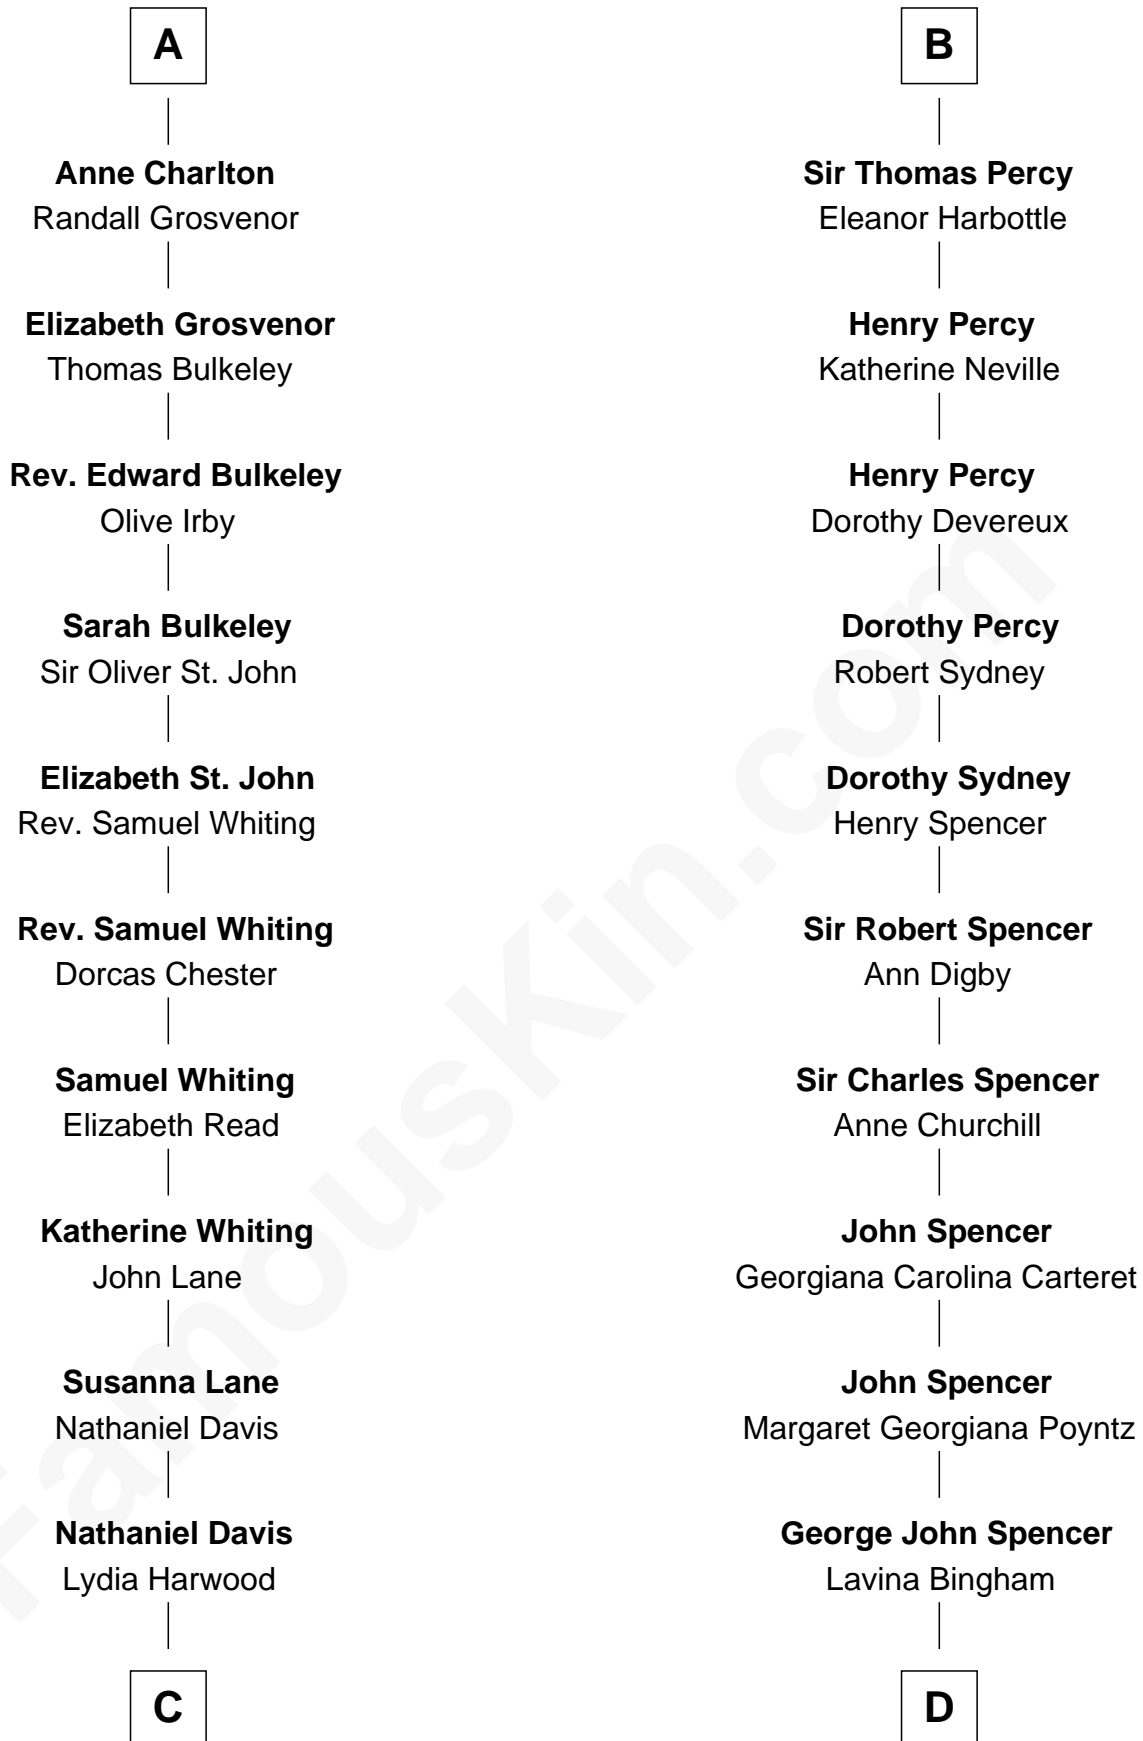 A
Anne Charlton
Randall Grosvenor
Elizabeth Grosvenor
Thomas Bulkeley
Rev. Edward Bulkeley
Olive Irby
Sarah Bulkeley
Sir Oliver St. John
Elizabeth St. John
Rev. Samuel Whiting
Rev. Samuel Whiting
Dorcas Chester
Samuel Whiting
Elizabeth Read
Katherine Whiting
John Lane
Susanna Lane
Nathaniel Davis
Nathaniel Davis
Lydia Harwood
C
B
Sir Thomas Percy
Eleanor Harbottle
Henry Percy
Katherine Neville
Henry Percy
Dorothy Devereux
Dorothy Percy
Robert Sydney
Dorothy Sydney
Henry Spencer
Sir Robert Spencer
Ann Digby
Sir Charles Spencer
Anne Churchill
John Spencer
Georgiana Carolina Carteret
John Spencer
Margaret Georgiana Poyntz
George John Spencer
Lavina Bingham
D
FamousKin.com